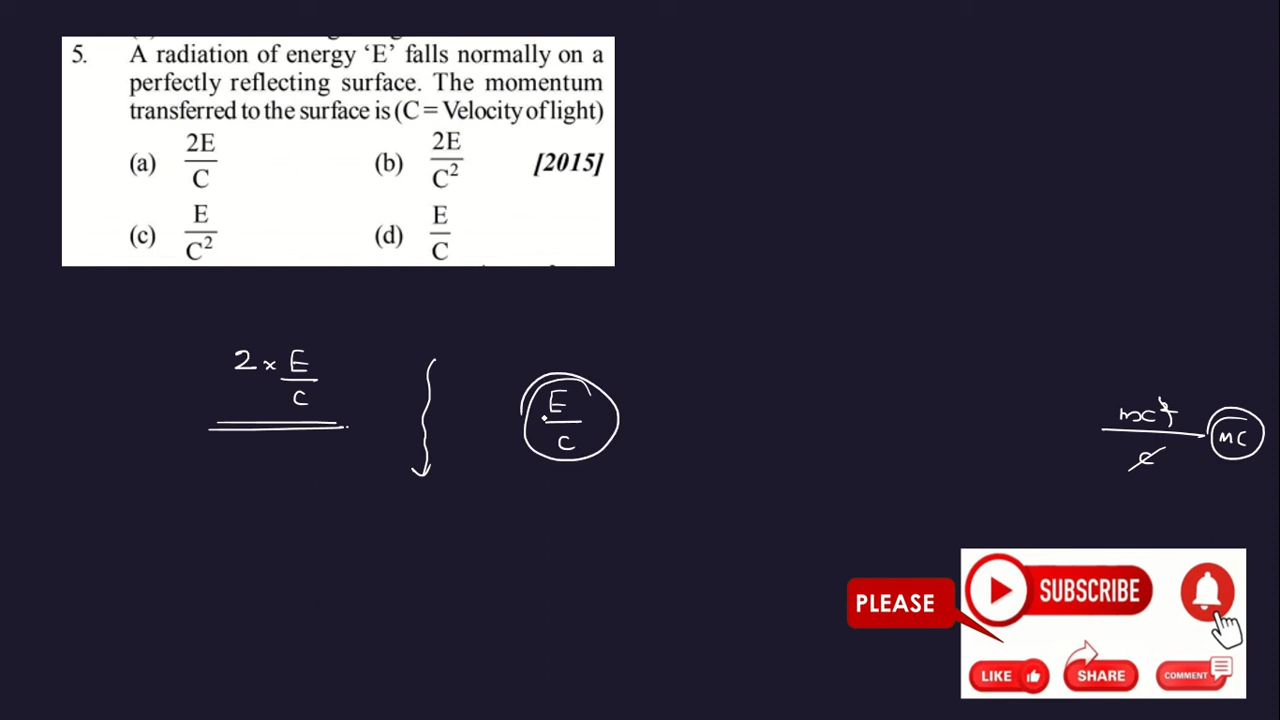 5. A radiation of energy ‘E’ falls normally on a
perfectly reflecting surface. The momentum
transferred to the surface is (C = Velocity of light)
(a) 2E/C (b) 2E/C² [2015]
(c) E/C² (d) E/C
2 × E/c
E/c
mc²/c mc
PLEASE
SUBSCRIBE
LIKE SHARE COMMENT